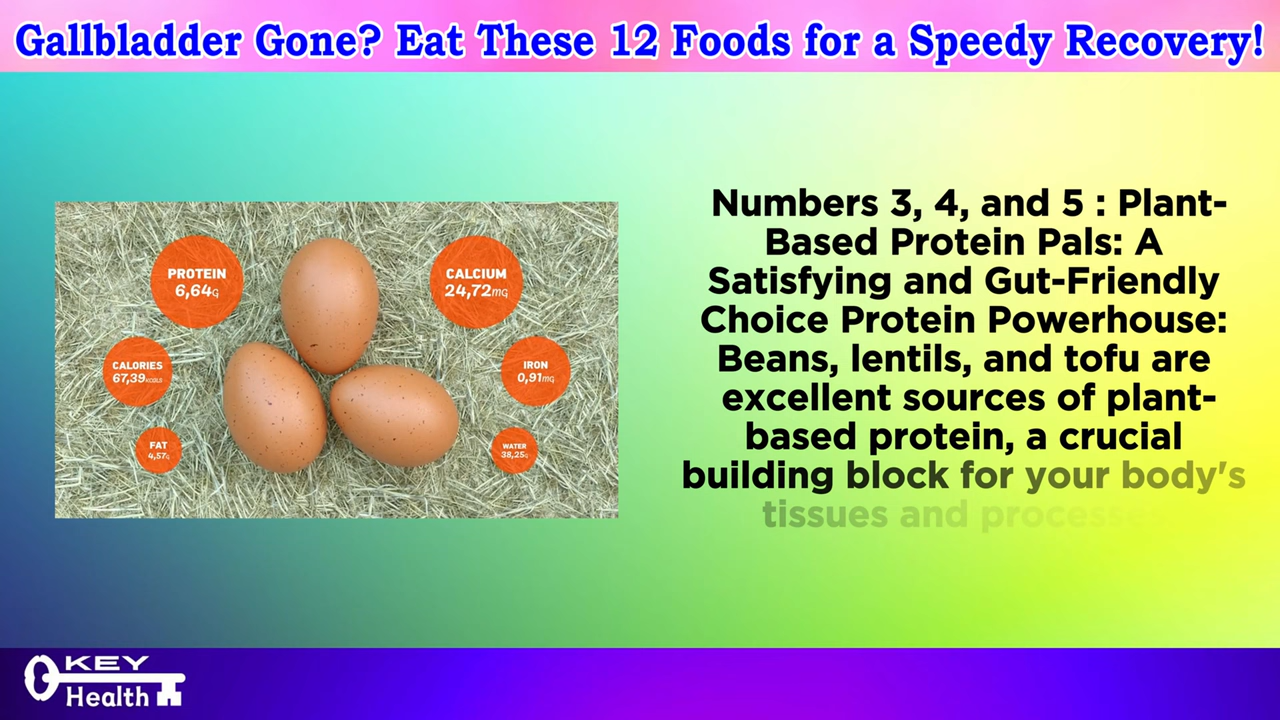 Gallbladder Gone? Eat These 12 Foods for a Speedy Recovery!
PROTEIN
6,64G
CALCIUM
24,72mg
CALORIES
67,39KCALS
IRON
0,91mg
FAT
4,57G
WATER
38,25G
Numbers 3, 4, and 5 : Plant-
Based Protein Pals: A
Satisfying and Gut-Friendly
Choice Protein Powerhouse:
Beans, lentils, and tofu are
excellent sources of plant-
based protein, a crucial
building block for your body's
tissues and processes
KEY
Health